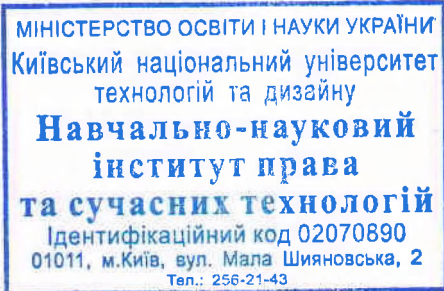 МІНІСТЕРСТВО ОСВІТИ І НАУКИ УКРАЇНИ
Київський національний університет
технологій та дизайну
Навчально-науковий
інститут права
та сучасних технологій
Ідентифікаційний код 02070890
01011, м.Київ, вул. Мала Шияновська, 2
Тел.: 256-21-43